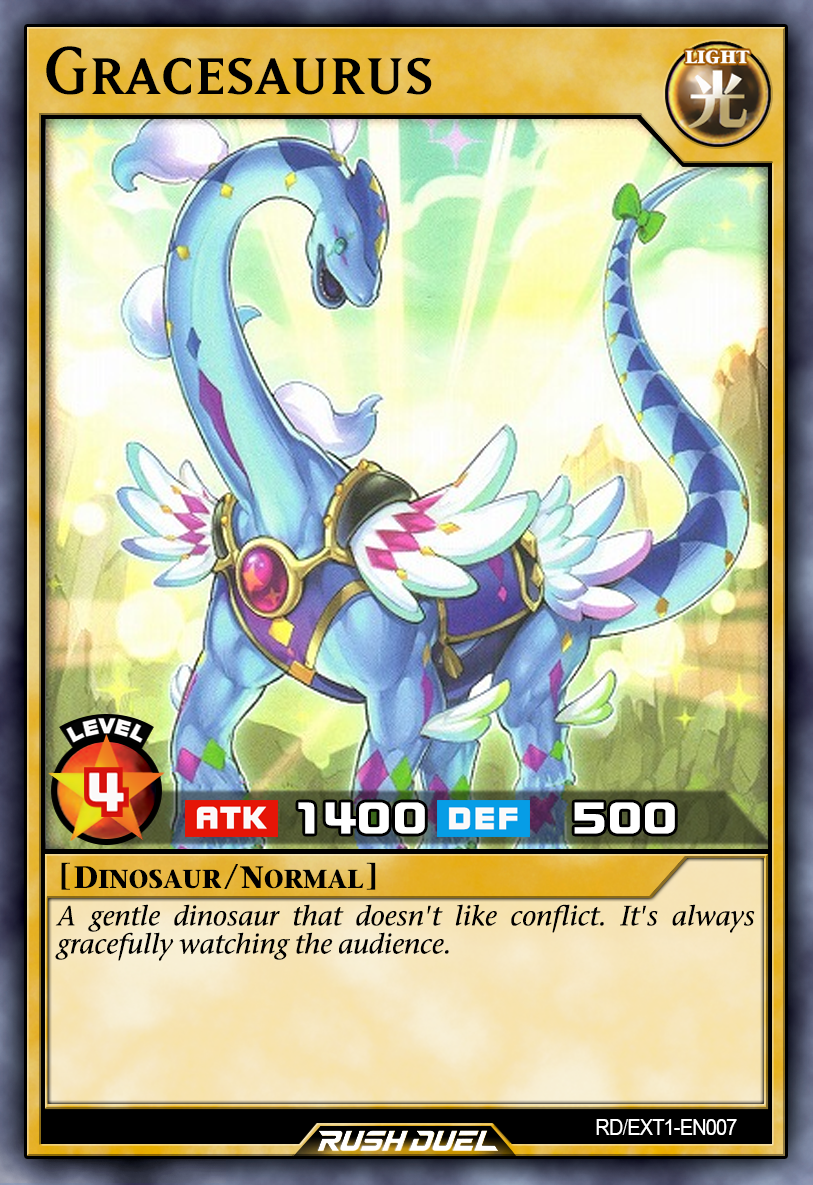 Gracesaurus
LIGHT
光
LEVEL
4
ATK 1400 DEF 500
[Dinosaur/Normal]
A gentle dinosaur that doesn't like conflict. It's always
gracefully watching the audience.
RD/EXT1-EN007
RUSH DUEL